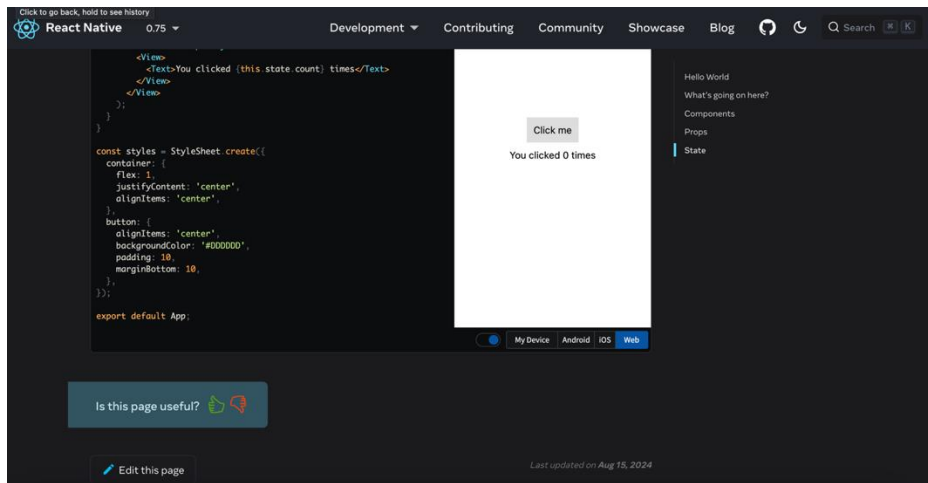 Click to go back, hold to see history
React Native 0.75 Development Contributing Community Showcase Blog Search ⌘ K
<View>
<Text>You clicked {this.state.count} times</Text>
</View>
</View>
);
}
}
const styles = StyleSheet.create({
container: {
flex: 1,
justifyContent: 'center',
alignItems: 'center',
},
button: {
alignItems: 'center',
backgroundColor: '#DDDDDD',
padding: 10,
marginBottom: 10,
},
});
export default App;
Click me
You clicked 0 times
My Device Android iOS Web
Hello World
What's going on here?
Components
Props
State
Is this page useful?
Edit this page
Last updated on Aug 15, 2024